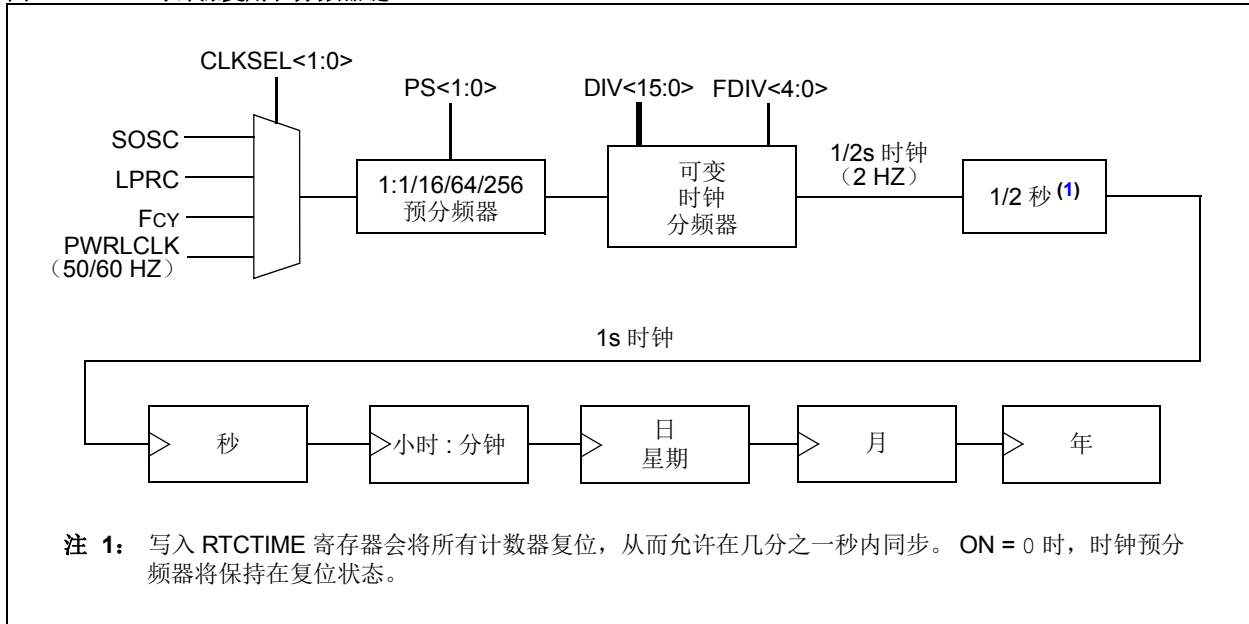 CLKSEL<1:0>
PS<1:0>
DIV<15:0>
FDIV<4:0>
SOSC
LPRC
FCY
PWRLCLK
（50/60 HZ）
1:1/16/64/256
预分频器
可变
时钟
分频器
1/2s 时钟
（2 HZ）
1/2 秒 (1)
1s 时钟
秒
小时 : 分钟
日
星期
月
年
注 1： 写入 RTCTIME 寄存器会将所有计数器复位，从而允许在几分之一秒内同步。 ON = 0 时，时钟预分
频器将保持在复位状态。